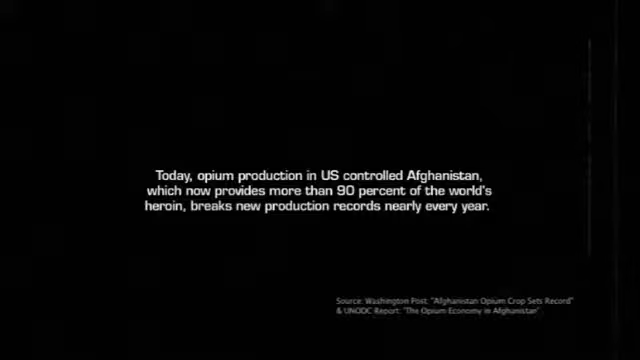 Today, opium production in US controlled Afghanistan,
which now provides more than 90 percent of the world's
heroin, breaks new production records nearly every year.
Source: Washington Post: "Afghanistan Opium Crop Sets Record"
& UNODC Report: "The Opium Economy in Afghanistan"